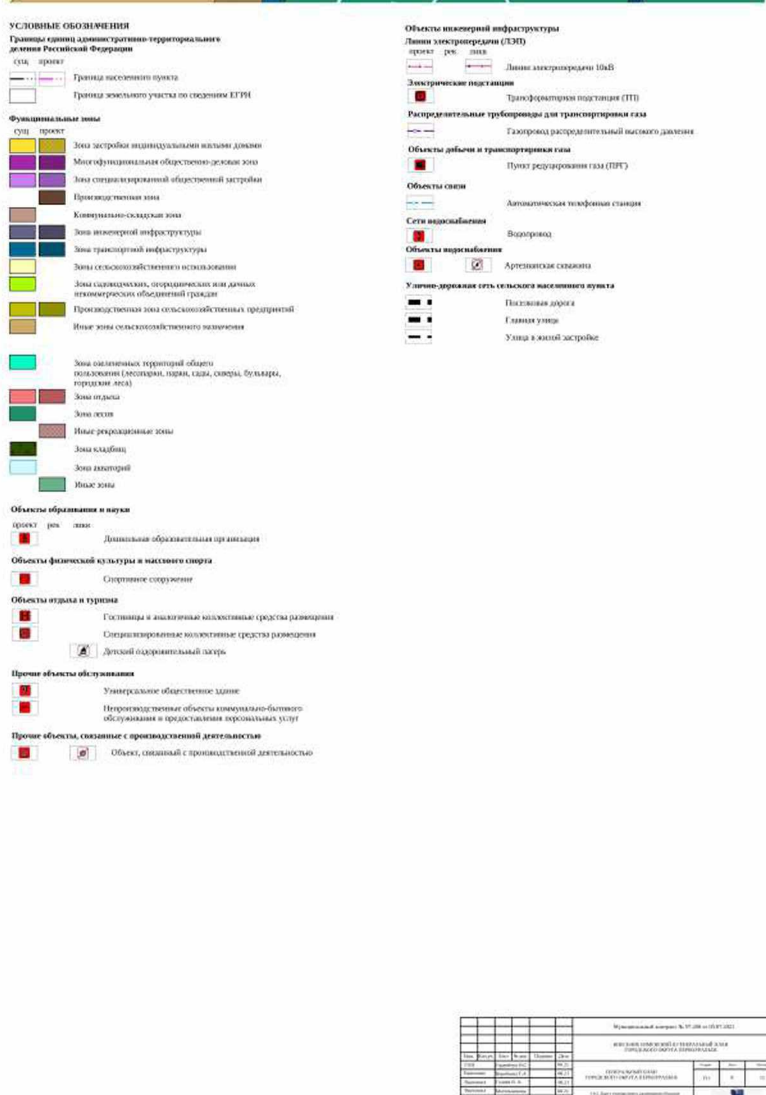 УСЛОВНЫЕ ОБОЗНАЧЕНИЯ
Границы единиц административно-территориального
деления Российской Федерации
сущ проект
Граница населенного пункта
Граница земельного участка по сведениям ЕГРН
Функциональные зоны
сущ проект
Зона застройки индивидуальными жилыми домами
Многофункциональная общественно-деловая зона
Зона специализированной общественной застройки
Производственная зона
Коммунально-складская зона
Зона инженерной инфраструктуры
Зона транспортной инфраструктуры
Зоны сельскохозяйственного использования
Зона садоводческих, огороднических или дачных
некоммерческих объединений граждан
Производственная зона сельскохозяйственных предприятий
Иные зоны сельскохозяйственного назначения
Зона озелененных территорий общего
пользования (лесопарки, парки, сады, скверы, бульвары,
городские леса)
Зона отдыха
Зона лесов
Иные рекреационные зоны
Зона кладбищ
Зона акваторий
Иные зоны
Объекты образования и науки
проект рек ликв
Дошкольная образовательная организация
Объекты физической культуры и массового спорта
Спортивное сооружение
Объекты отдыха и туризма
Гостиницы и аналогичные коллективные средства размещения
Специализированные коллективные средства размещения
Детский оздоровительный лагерь
Прочие объекты обслуживания
Универсальное общественное здание
Непроизводственные объекты коммунально-бытового
обслуживания и предоставления персональных услуг
Прочие объекты, связанные с производственной деятельностью
Объект, связанный с производственной деятельностью
Объекты инженерной инфраструктуры
Линии электропередачи (ЛЭП)
проект рек ликв
Линии электропередачи 10кВ
Электрические подстанции
Трансформаторная подстанция (ТП)
Распределительные трубопроводы для транспортировки газа
Газопровод распределительный высокого давления
Объекты добычи и транспортировки газа
Пункт редуцирования газа (ПРГ)
Объекты связи
Автоматическая телефонная станция
Сети водоснабжения
Водопровод
Объекты водоснабжения
Артезианская скважина
Улично-дорожная сеть сельского населенного пункта
Поселковая дорога
Главная улица
Улица в жилой застройке
Муниципальный контракт
ГЕНЕРАЛЬНЫЙ ПЛАН
ГОРОДСКОГО ОКРУГА ПЕРВОУРАЛЬСК